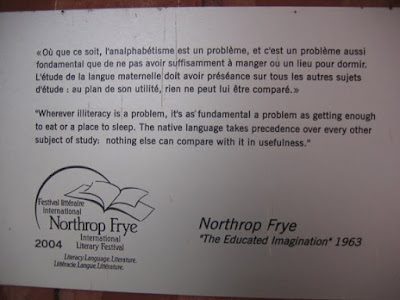 «Où que ce soit, l'analphabétisme est un problème, et c'est un problème aussi
fondamental que de ne pas avoir suffisamment à manger ou un lieu pour dormir.
L'étude de la langue maternelle doit avoir préséance sur tous les autres sujets
d'étude : au plan de son utilité, rien ne peut lui être comparé.»
"Wherever illiteracy is a problem, it's as fundamental a problem as getting enough
to eat or a place to sleep. The native language takes precedence over every other
subject of study: nothing else can compare with it in usefulness."
Festival littéraire
International
Northrop Frye
International
Literary Festival
2004
Literacy.Language.Literature.
Littéracie.Langue.Littérature.
Northrop Frye
"The Educated Imagination" 1963